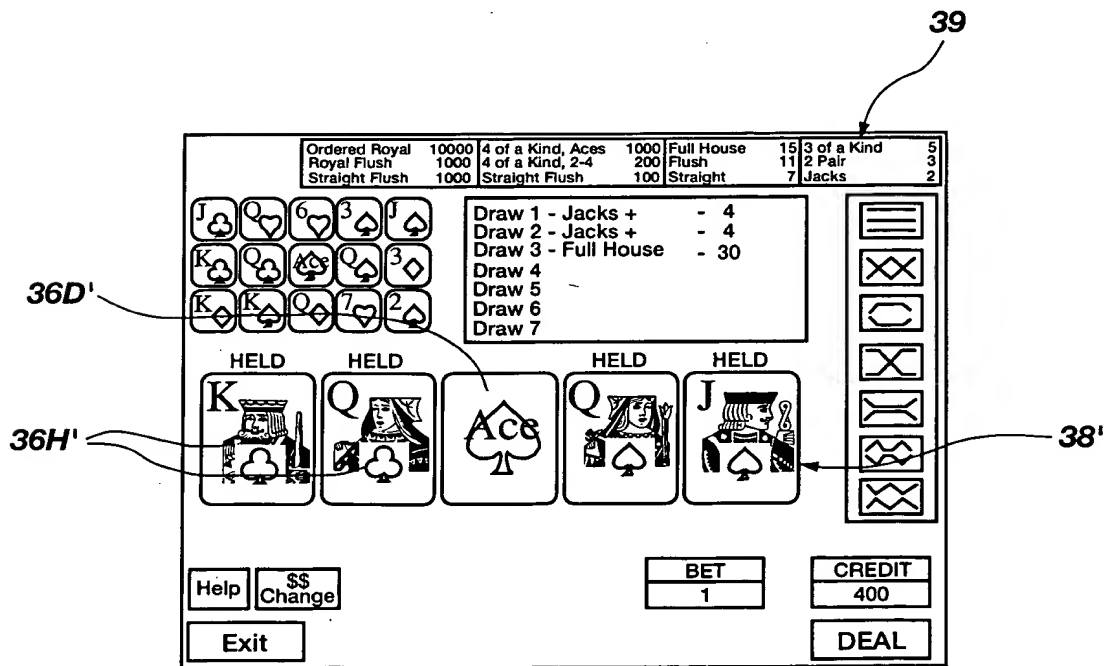 39
Ordered Royal 10000 4 of a Kind, Aces 1000 Full House 15 3 of a Kind 5
Royal Flush 1000 4 of a Kind, 2-4 200 Flush 11 2 Pair 3
Straight Flush 1000 Straight Flush 100 Straight 7 Jacks 2
J Q 6 3 J
K Q Ace Q 3
K K Q 7 2
Draw 1 - Jacks + - 4
Draw 2 - Jacks + - 4
Draw 3 - Full House - 30
Draw 4
Draw 5
Draw 6
Draw 7
36D'
HELD HELD HELD HELD
K Q Ace Q J
36H'
38'
Help $$ Change
BET
1
CREDIT
400
Exit
DEAL